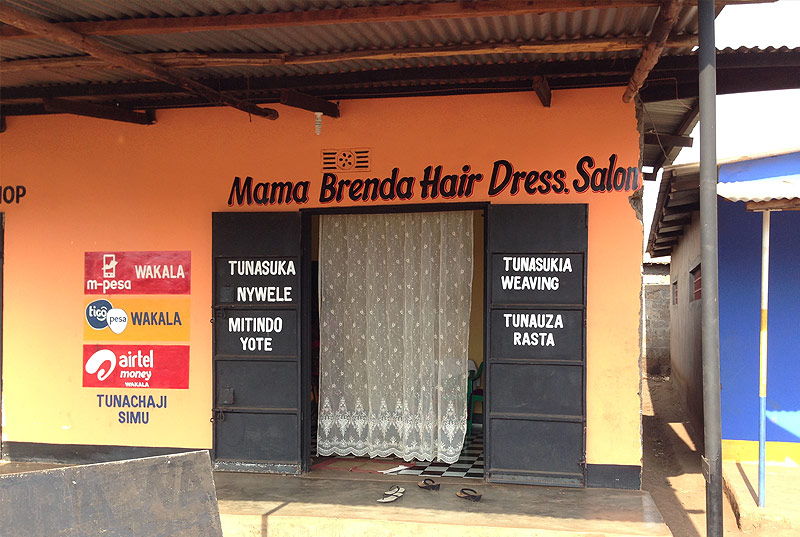 HOP
Mama Brenda Hair Dress. Salon
m-pesa WAKALA
tigo pesa WAKALA
airtel money WAKALA
TUNACHAJI
SIMU
TUNASUKA
NYWELE
MITINDO
YOTE
TUNASUKIA
WEAVING
TUNAUZA
RASTA